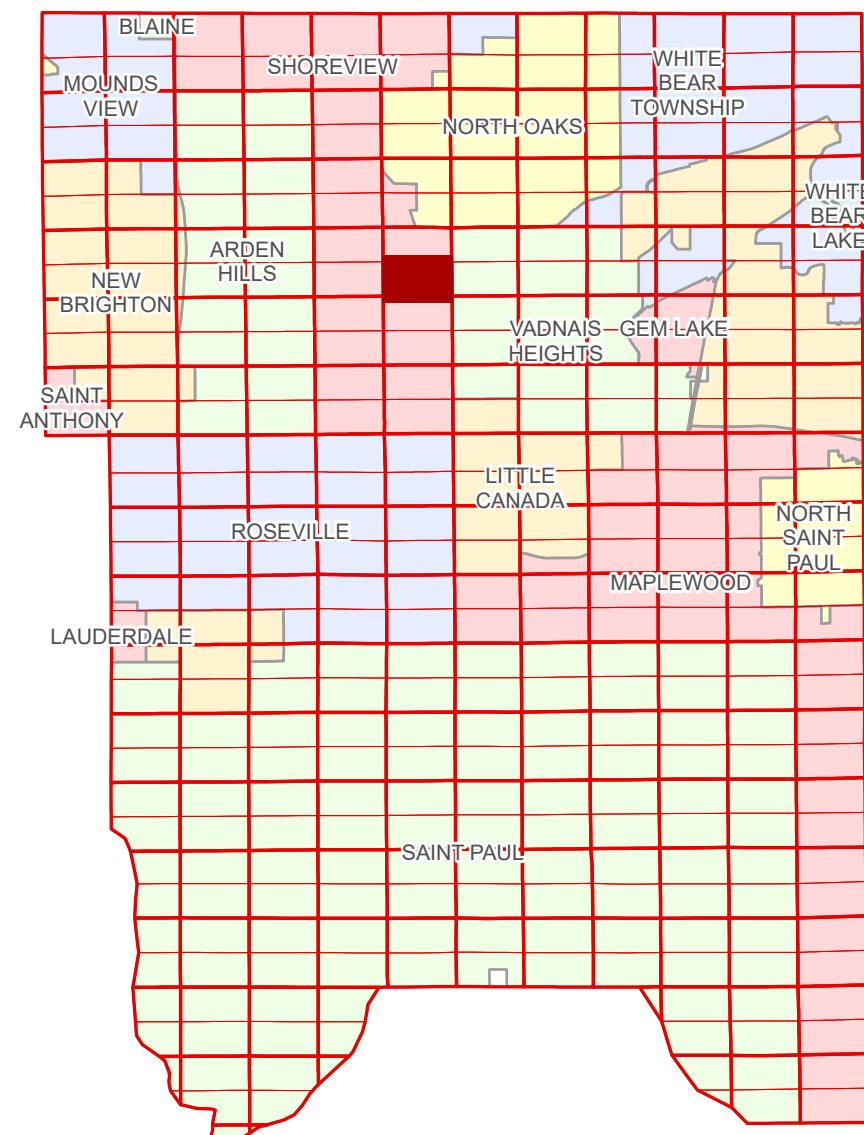 BLAINE
SHOREVIEW
WHITE
BEAR
TOWNSHIP
MOUNDS
VIEW
NORTH OAKS
WHITE
BEAR
LAKE
ARDEN
HILLS
NEW
BRIGHTON
VADNAIS
HEIGHTS
GEM LAKE
SAINT
ANTHONY
LITTLE
CANADA
NORTH
SAINT
PAUL
ROSEVILLE
MAPLEWOOD
LAUDERDALE
SAINT PAUL